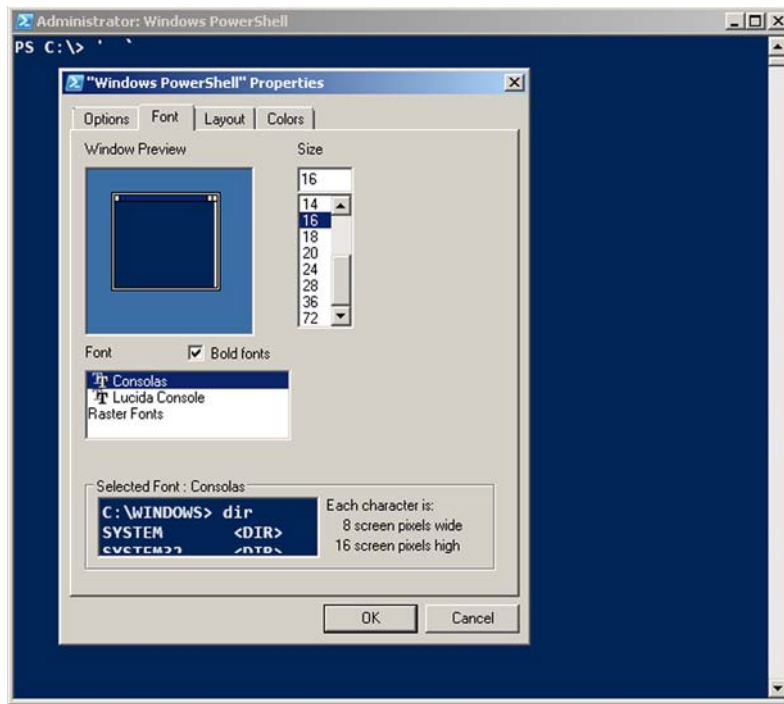 Administrator: Windows PowerShell
PS C:\> '  `
"Windows PowerShell" Properties
Options Font Layout Colors
Window Preview
Size
16
14
16
18
20
24
28
36
72
Font
Bold fonts
Consolas
Lucida Console
Raster Fonts
Selected Font : Consolas
C:\WINDOWS> dir
SYSTEM <DIR>
SYSTEM32 <DIR>
Each character is:
8 screen pixels wide
16 screen pixels high
OK Cancel